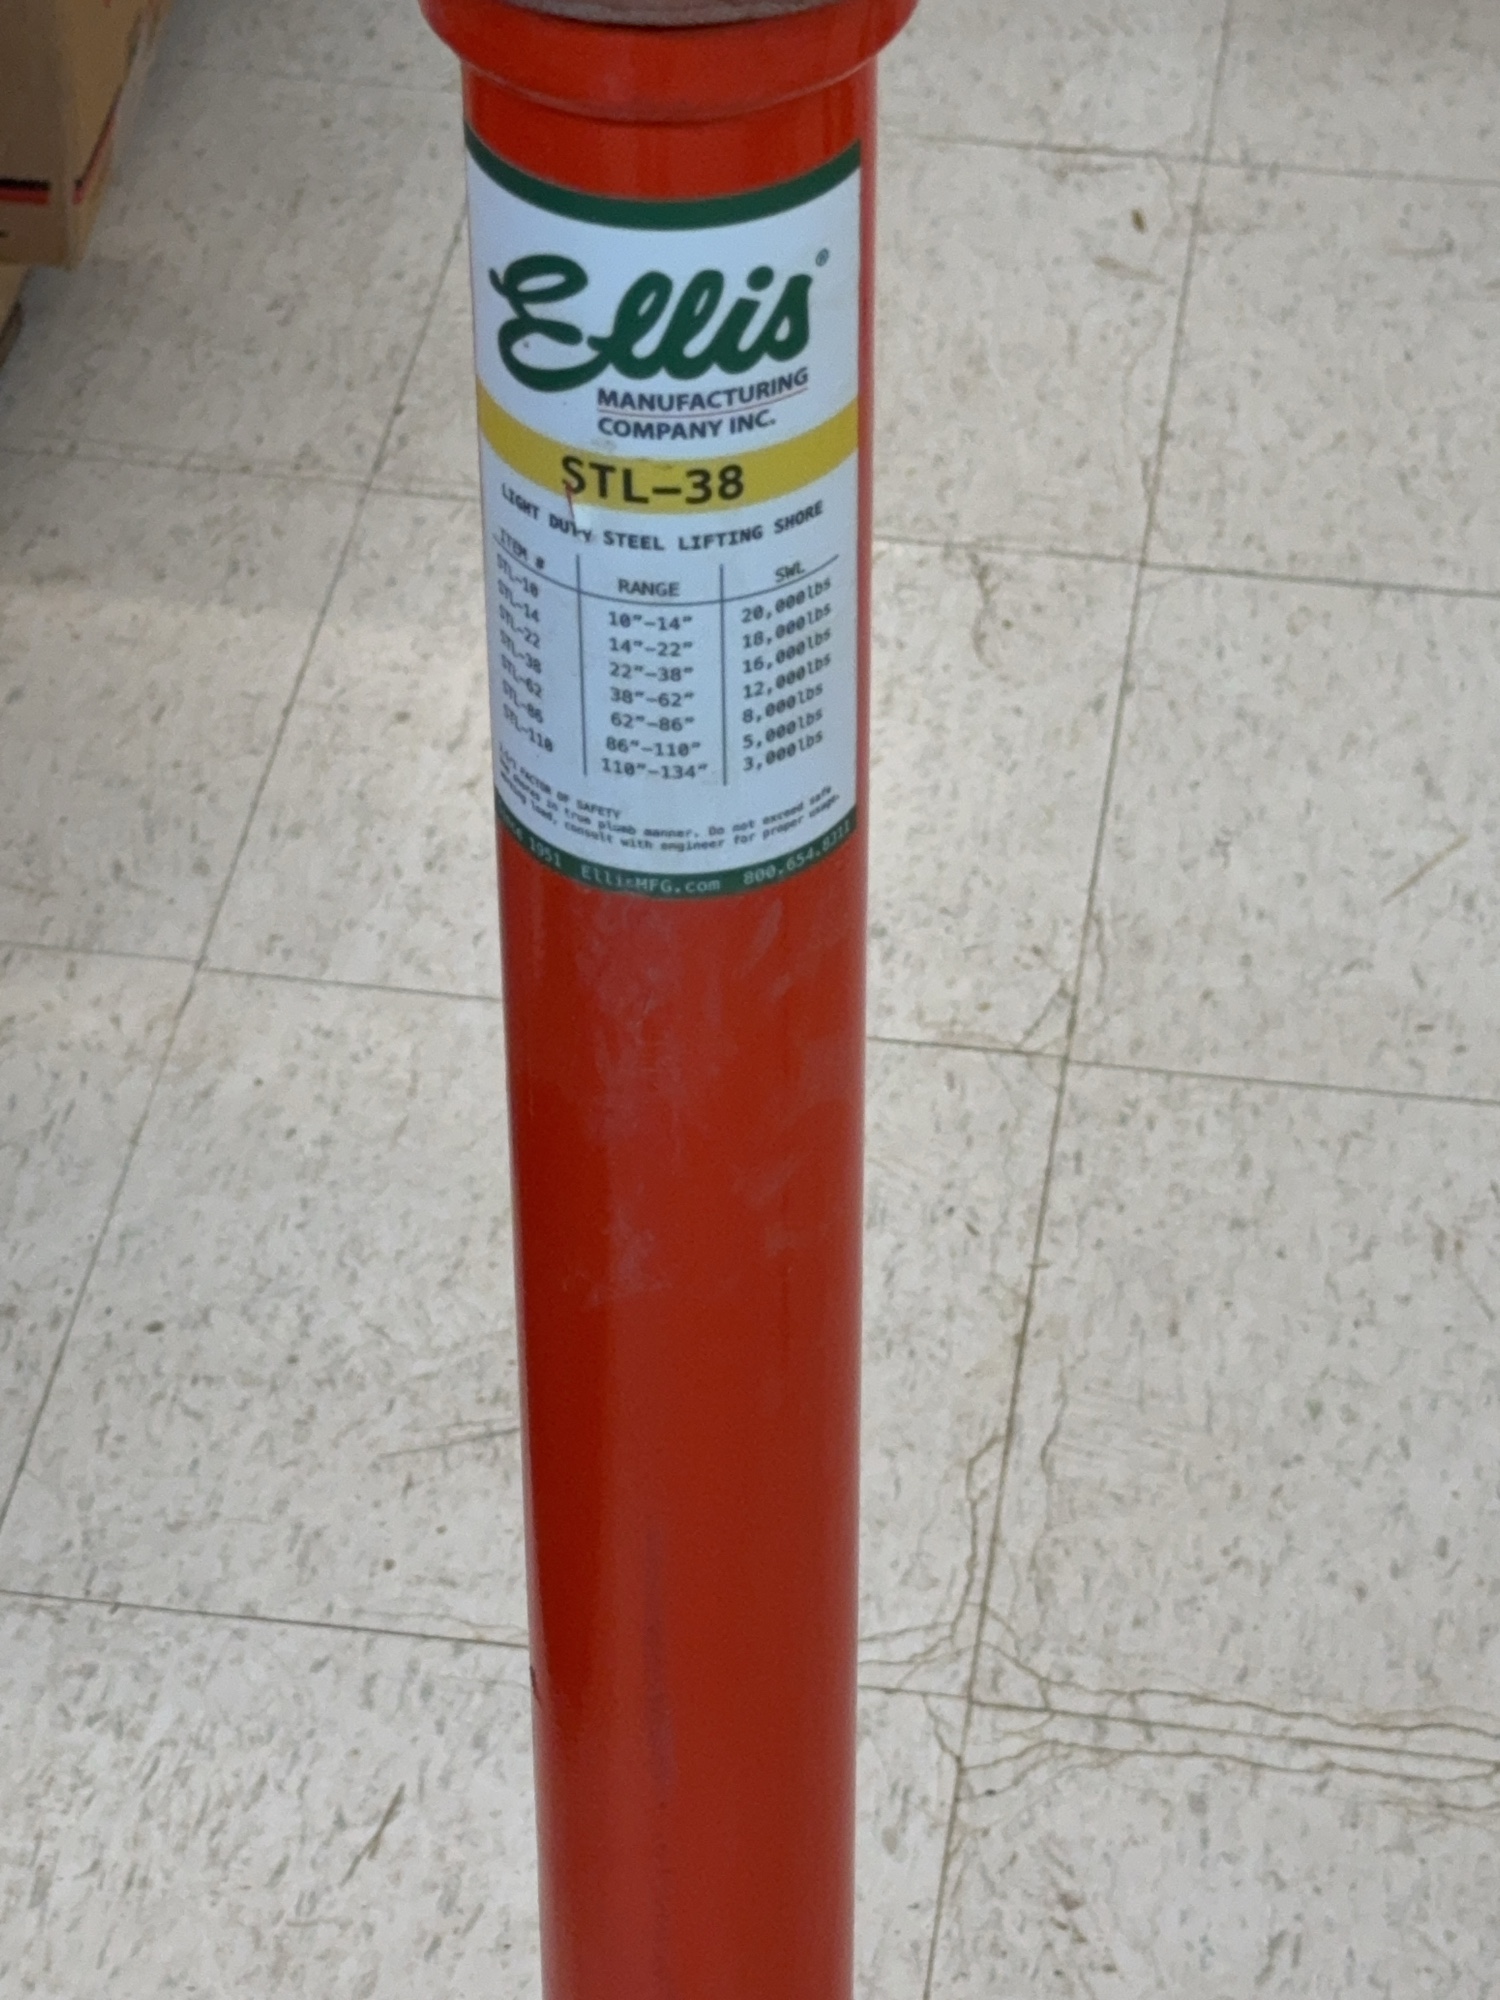 Ellis®
MANUFACTURING
COMPANY INC.
STL-38
LIGHT DUTY STEEL LIFTING SHORE
ITEM # RANGE SWL
STL-10 10"-14" 20,000lbs
STL-14 14"-22" 18,000lbs
STL-22 22"-38" 16,000lbs
STL-38 38"-62" 12,000lbs
STL-62 62"-86" 8,000lbs
STL-86 86"-110" 5,000lbs
STL-110 110"-134" 3,000lbs
FACTOR OF SAFETY
shores in true plumb manner. Do not exceed safe
working load, consult with engineer for proper usage.
1951 EllisMFG.com 800.654.8311